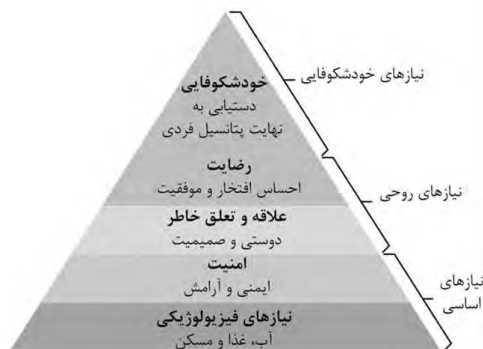 نیازهای خودشکوفایی
خودشکوفایی
دستیابی به
نهایت پتانسیل فردی
رضایت
احساس افتخار و موفقیت
نیازهای روحی
علاقه و تعلق خاطر
دوستی و صمیمیت
امنیت
ایمنی و آرامش
نیازهای
اساسی
نیازهای فیزیولوژیکی
آب، غذا و مسکن